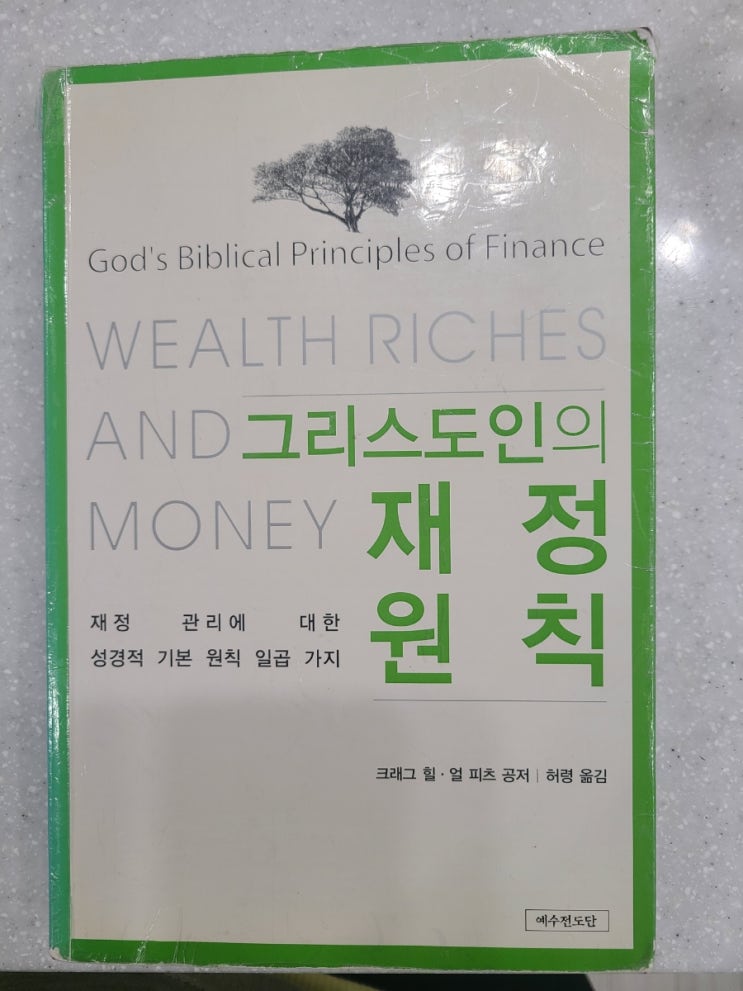 God's Biblical Principles of Finance
WEALTH RICHES
AND 그리스도인의
MONEY 재정
원칙
재정 관리에 대한
성경적 기본 원칙 일곱 가지
크래그 힐 · 얼 피츠 공저 | 허령 옮김
예수전도단